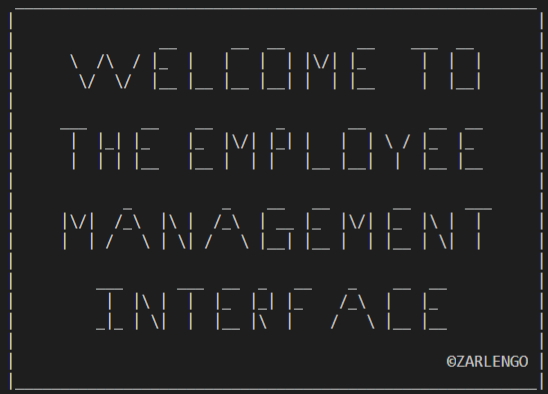 WELCOME TO
THE EMPLOYEE
MANAGEMENT
INTERFACE
©ZARLENGO